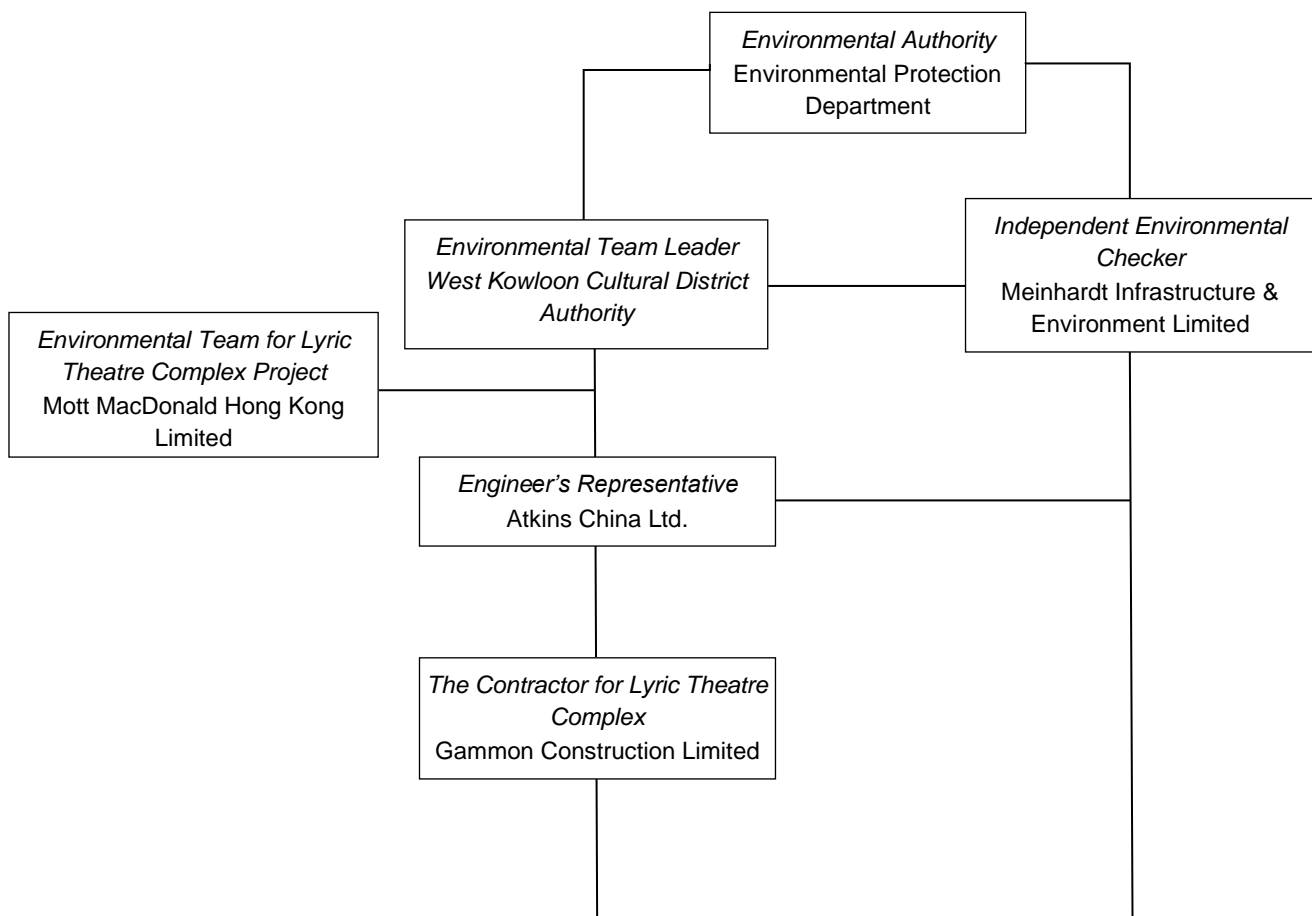 Environmental Authority
Environmental Protection
Department
Environmental Team Leader
West Kowloon Cultural District
Authority
Independent Environmental
Checker
Meinhardt Infrastructure &
Environment Limited
Environmental Team for Lyric
Theatre Complex Project
Mott MacDonald Hong Kong
Limited
Engineer's Representative
Atkins China Ltd.
The Contractor for Lyric Theatre
Complex
Gammon Construction Limited